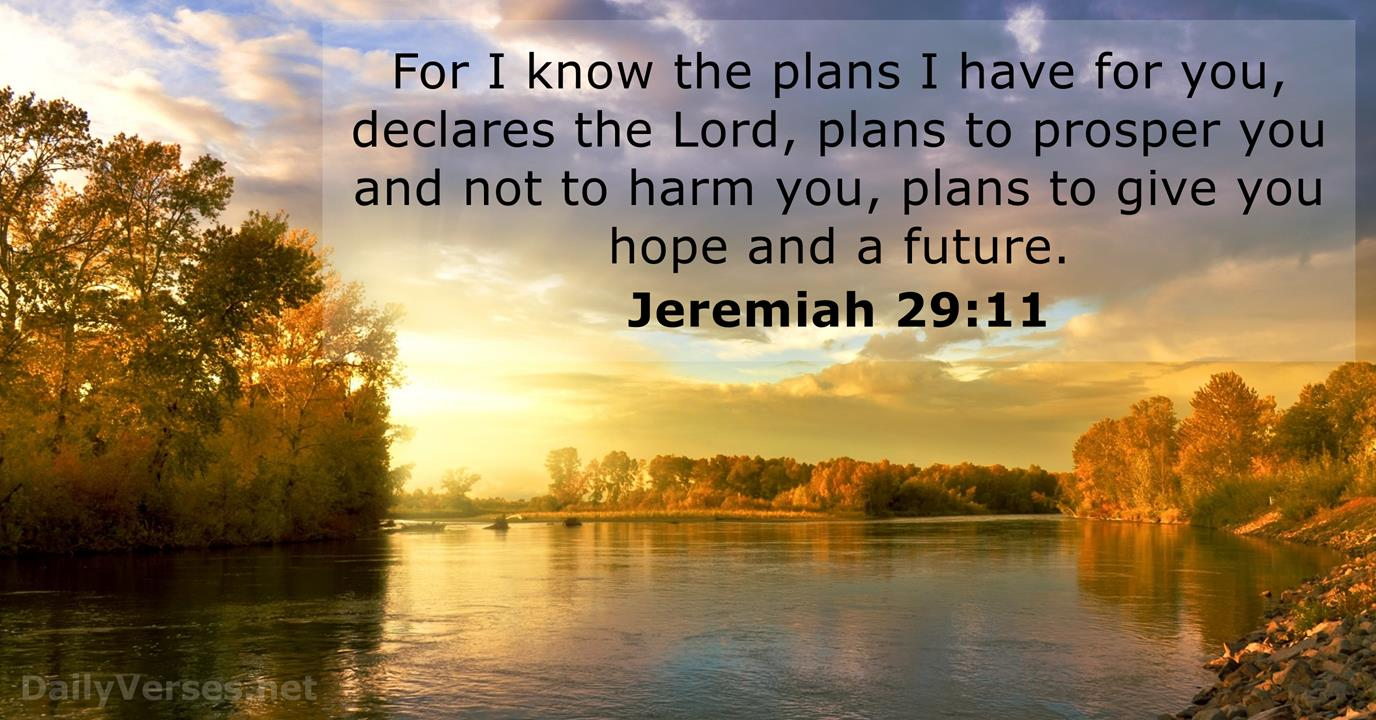 For I know the plans I have for you,
declares the Lord, plans to prosper you
and not to harm you, plans to give you
hope and a future.
Jeremiah 29:11
DailyVerses.net